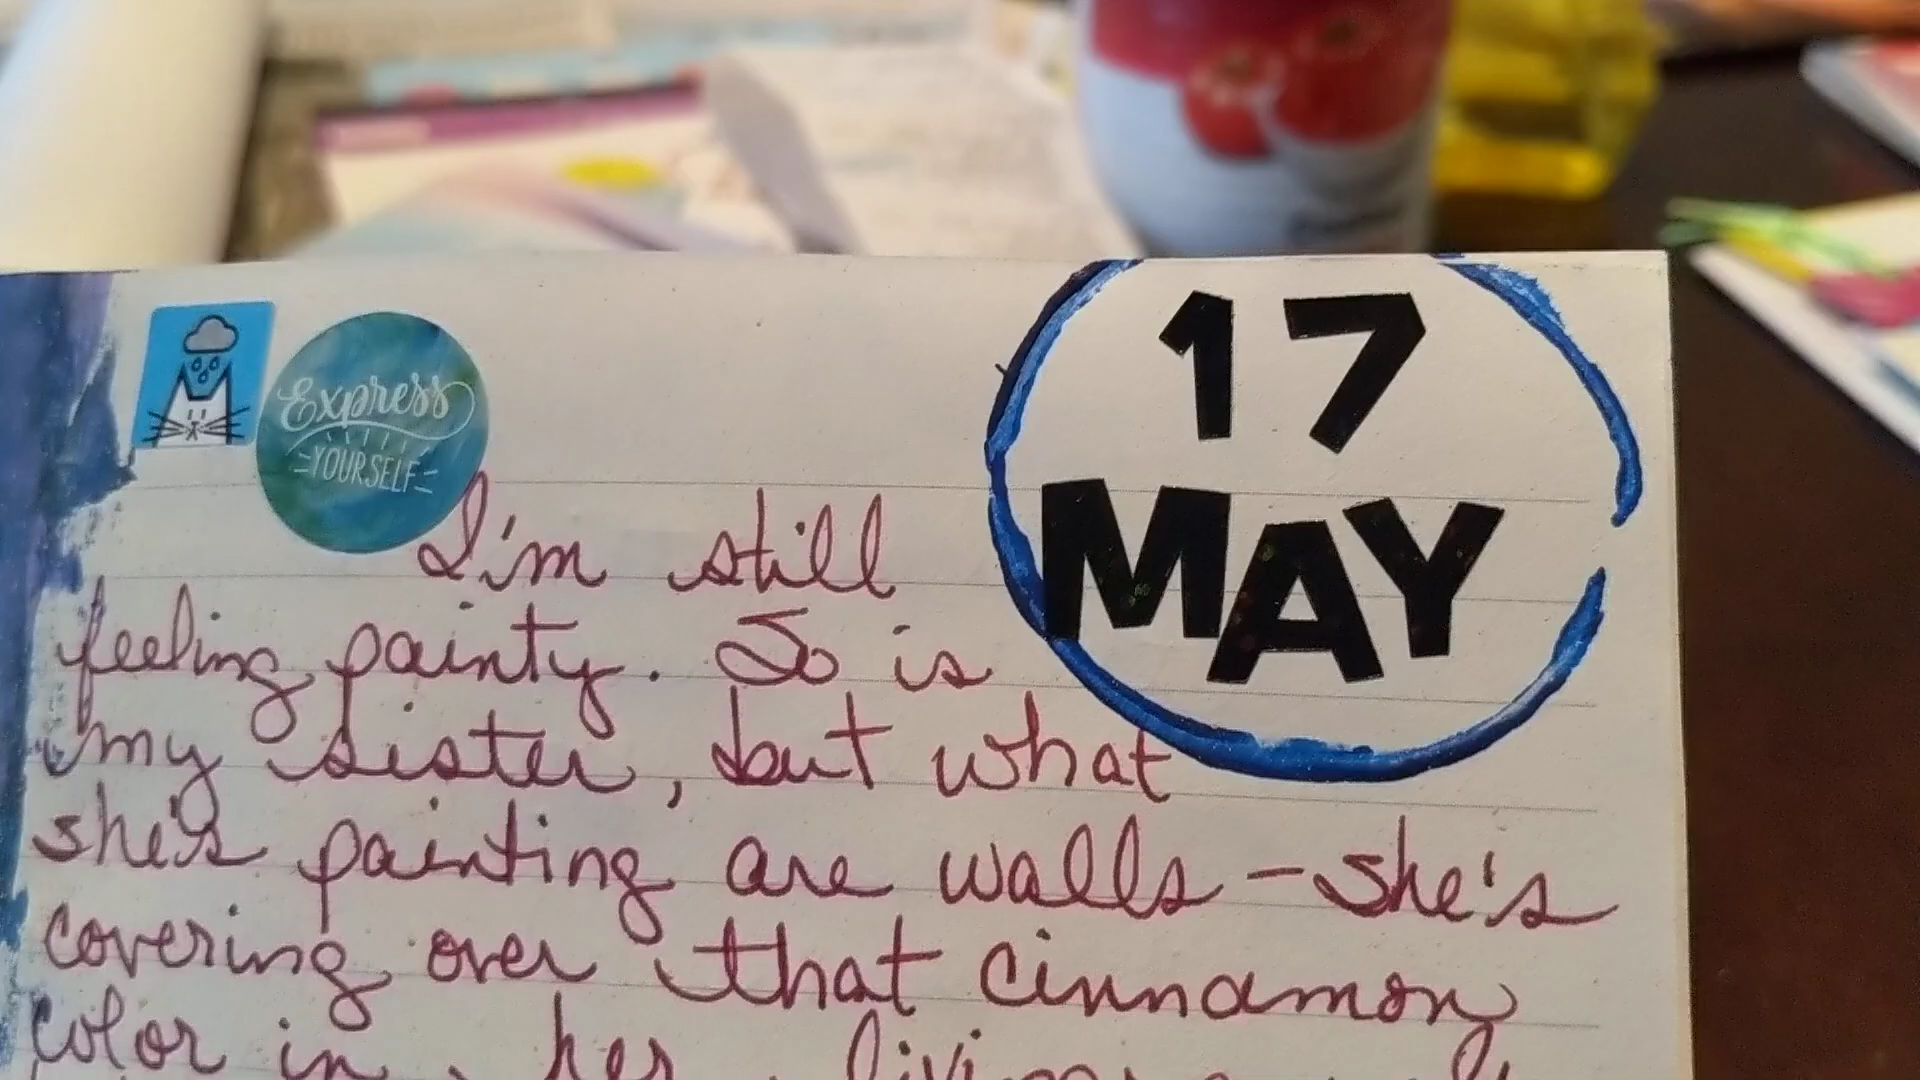 17
MAY
Express
YOURSELF
I'm still
feeling painty. So is
my sister, but what
she's painting are walls – she's
covering over that cinnamon
color in her